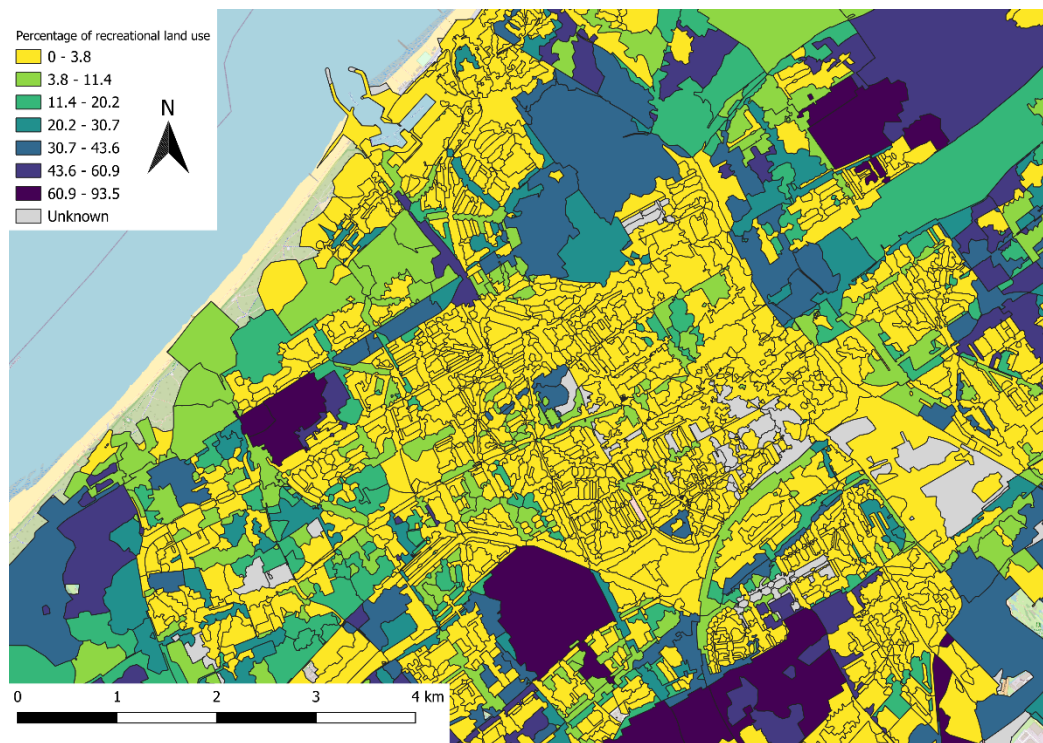 Percentage of recreational land use
0 - 3.8
3.8 - 11.4
11.4 - 20.2
20.2 - 30.7
30.7 - 43.6
43.6 - 60.9
60.9 - 93.5
Unknown
N
0 1 2 3 4 km